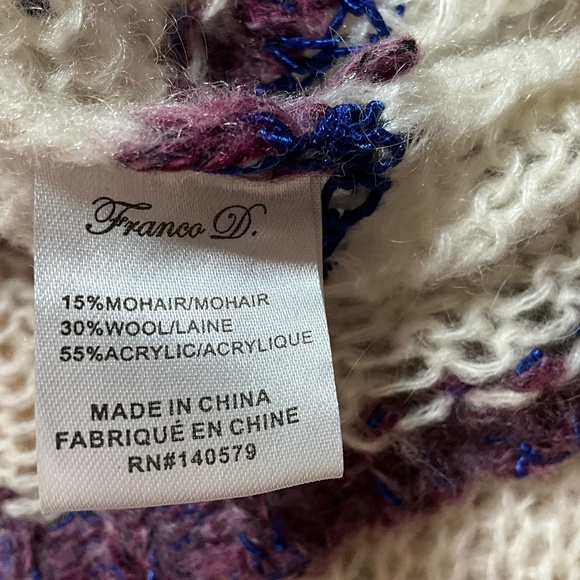 Franco D.
15%MOHAIR/MOHAIR
30%WOOL/LAINE
55%ACRYLIC/ACRYLIQUE
MADE IN CHINA
FABRIQUÉ EN CHINE
RN#140579